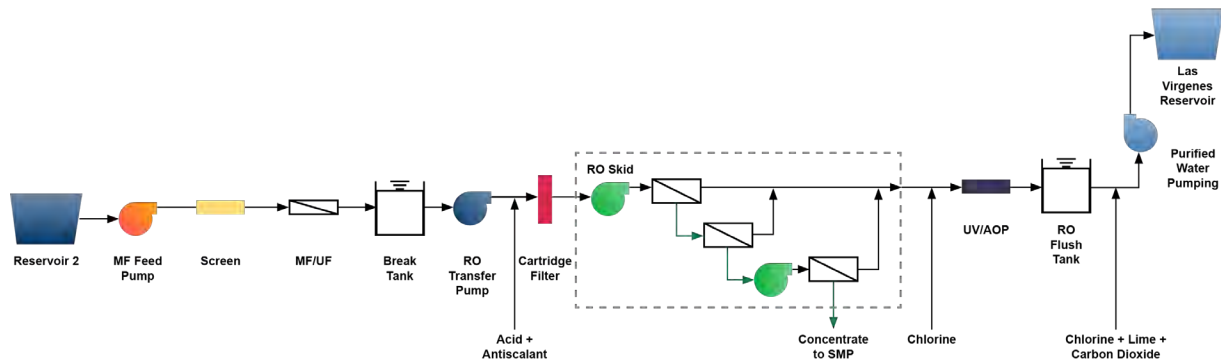 Las
Virgenes
Reservoir
Purified
Water
Pumping
RO Skid
Reservoir 2
MF Feed
Pump
Screen
MF/UF
Break
Tank
RO
Transfer
Pump
Cartridge
Filter
UV/AOP
RO
Flush
Tank
Acid +
Antiscalant
Concentrate
to SMP
Chlorine
Chlorine + Lime +
Carbon Dioxide